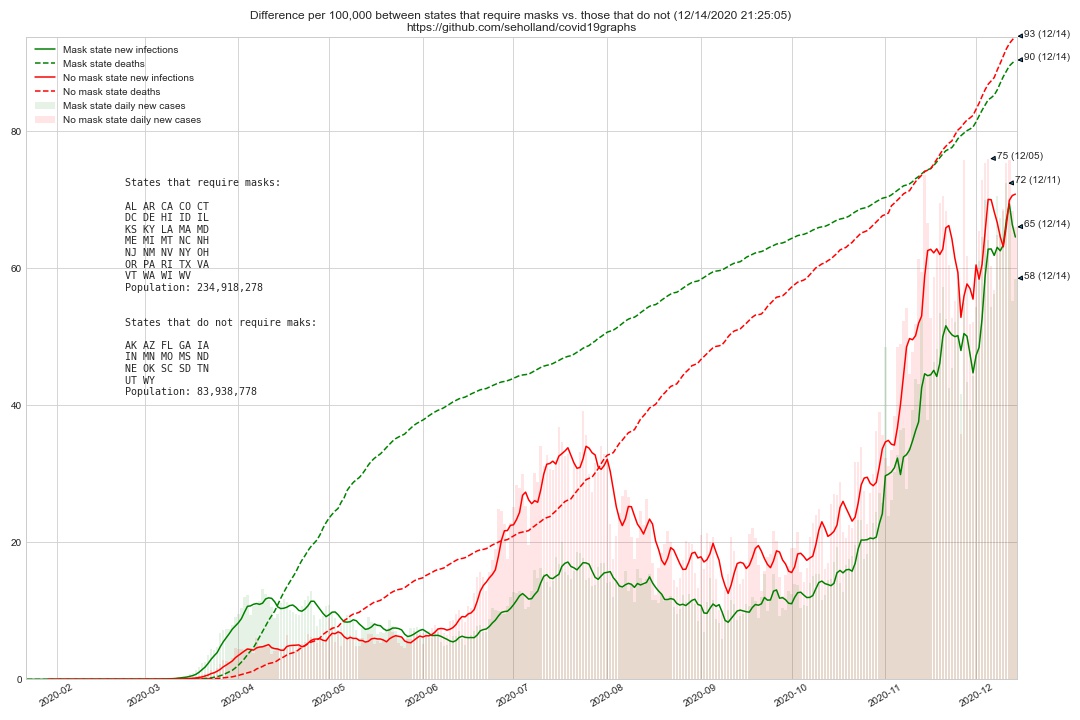 Difference per 100,000 between states that require masks vs. those that do not (12/14/2020 21:25:05)
https://github.com/seholland/covid19graphs
Mask state new infections
Mask state deaths
No mask state new infections
No mask state deaths
Mask state daily new cases
No mask state daily new cases
93 (12/14)
90 (12/14)
75 (12/05)
72 (12/11)
65 (12/14)
58 (12/14)
States that require masks:
AL AR CA CO CT
DC DE HI ID IL
KS KY LA MA MD
ME MI MT NC NH
NJ NM NV NY OH
OR PA RI TX VA
VT WA WI WV
Population: 234,918,278
States that do not require maks:
AK AZ FL GA IA
IN MN MO MS ND
NE OK SC SD TN
UT WY
Population: 83,938,778
80
60
40
20
0
2020-02
2020-03
2020-04
2020-05
2020-06
2020-07
2020-08
2020-09
2020-10
2020-11
2020-12